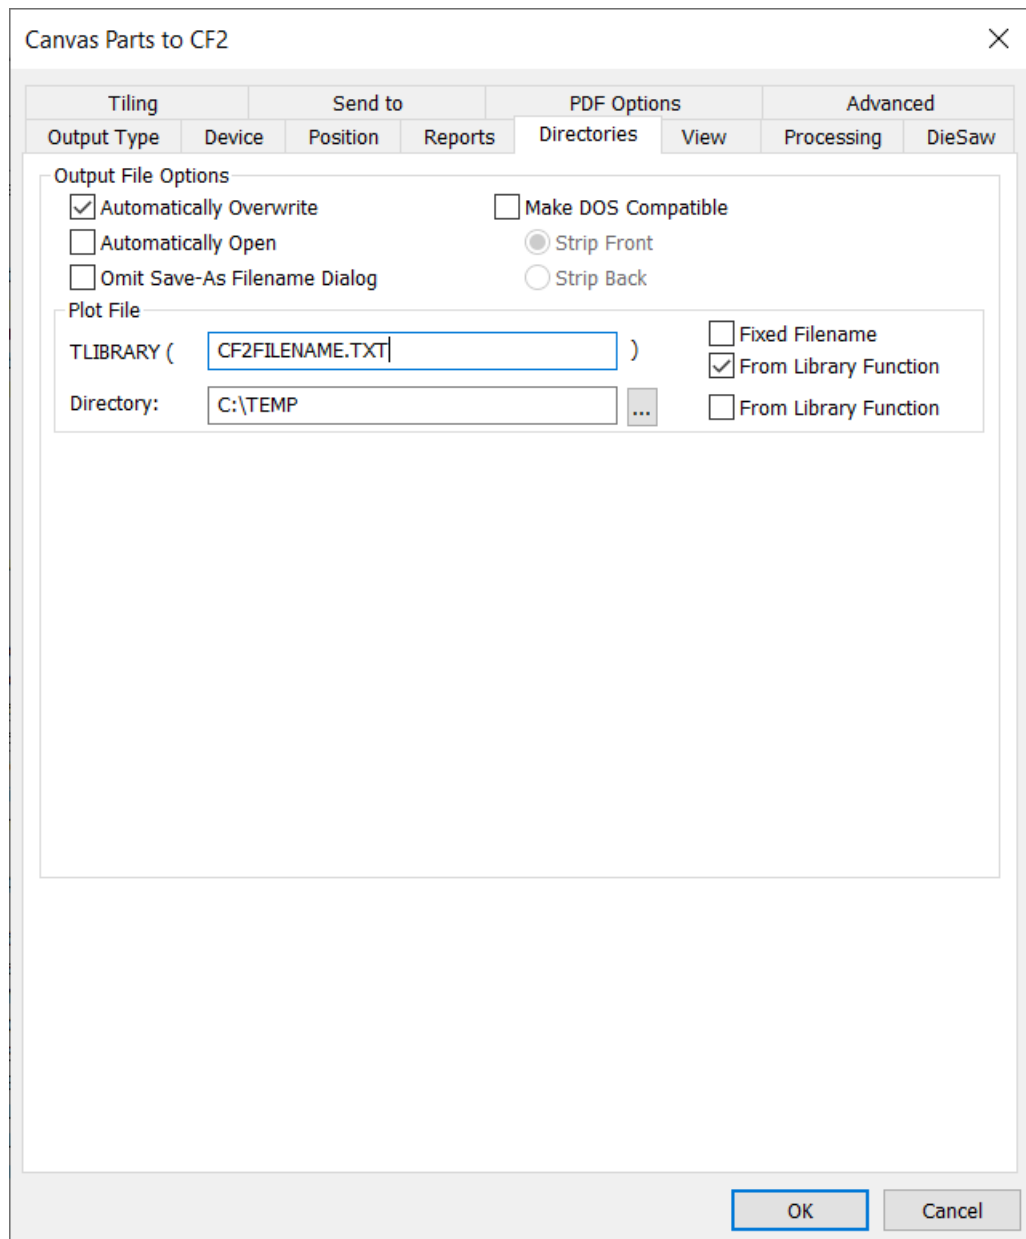 Canvas Parts to CF2
Tiling Send to PDF Options Advanced
Output Type Device Position Reports Directories View Processing DieSaw
Output File Options
Automatically Overwrite Make DOS Compatible
Automatically Open Strip Front
Omit Save-As Filename Dialog Strip Back
Plot File
Fixed Filename
TLIBRARY ( CF2FILENAME.TXT )
From Library Function
Directory: C:\TEMP ... From Library Function
OK Cancel